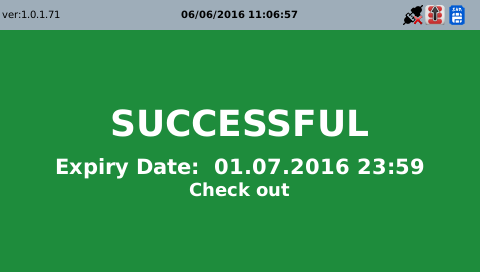 ver:1.0.1.71 06/06/2016 11:06:57
SUCCESSFUL
Expiry Date: 01.07.2016 23:59
Check out